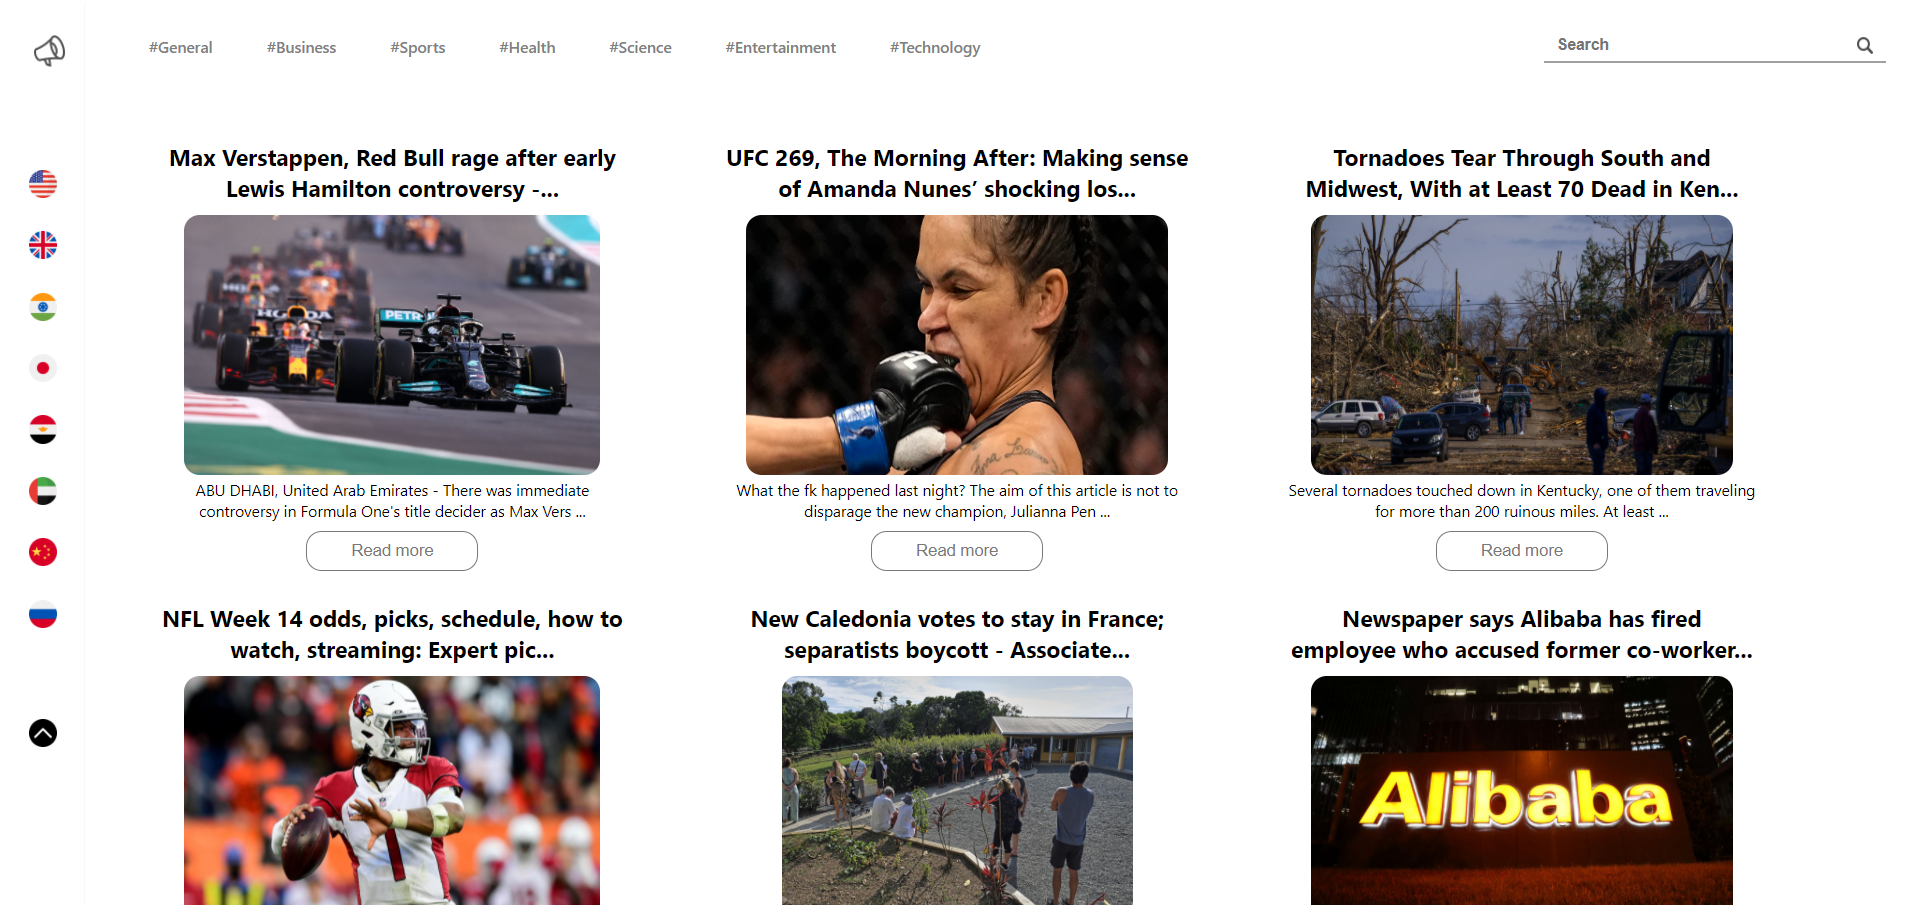 #General #Business #Sports #Health #Science #Entertainment #Technology
Search
Max Verstappen, Red Bull rage after early
Lewis Hamilton controversy -...
HONDA
PETR
ABU DHABI, United Arab Emirates - There was immediate
controversy in Formula One's title decider as Max Vers ...
Read more
UFC 269, The Morning After: Making sense
of Amanda Nunes’ shocking los...
What the fk happened last night? The aim of this article is not to
disparage the new champion, Julianna Pen ...
Read more
Tornadoes Tear Through South and
Midwest, With at Least 70 Dead in Ken...
Several tornadoes touched down in Kentucky, one of them traveling
for more than 200 ruinous miles. At least ...
Read more
NFL Week 14 odds, picks, schedule, how to
watch, streaming: Expert pic...
1
New Caledonia votes to stay in France;
separatists boycott - Associate...
Newspaper says Alibaba has fired
employee who accused former co-worker...
Alibaba